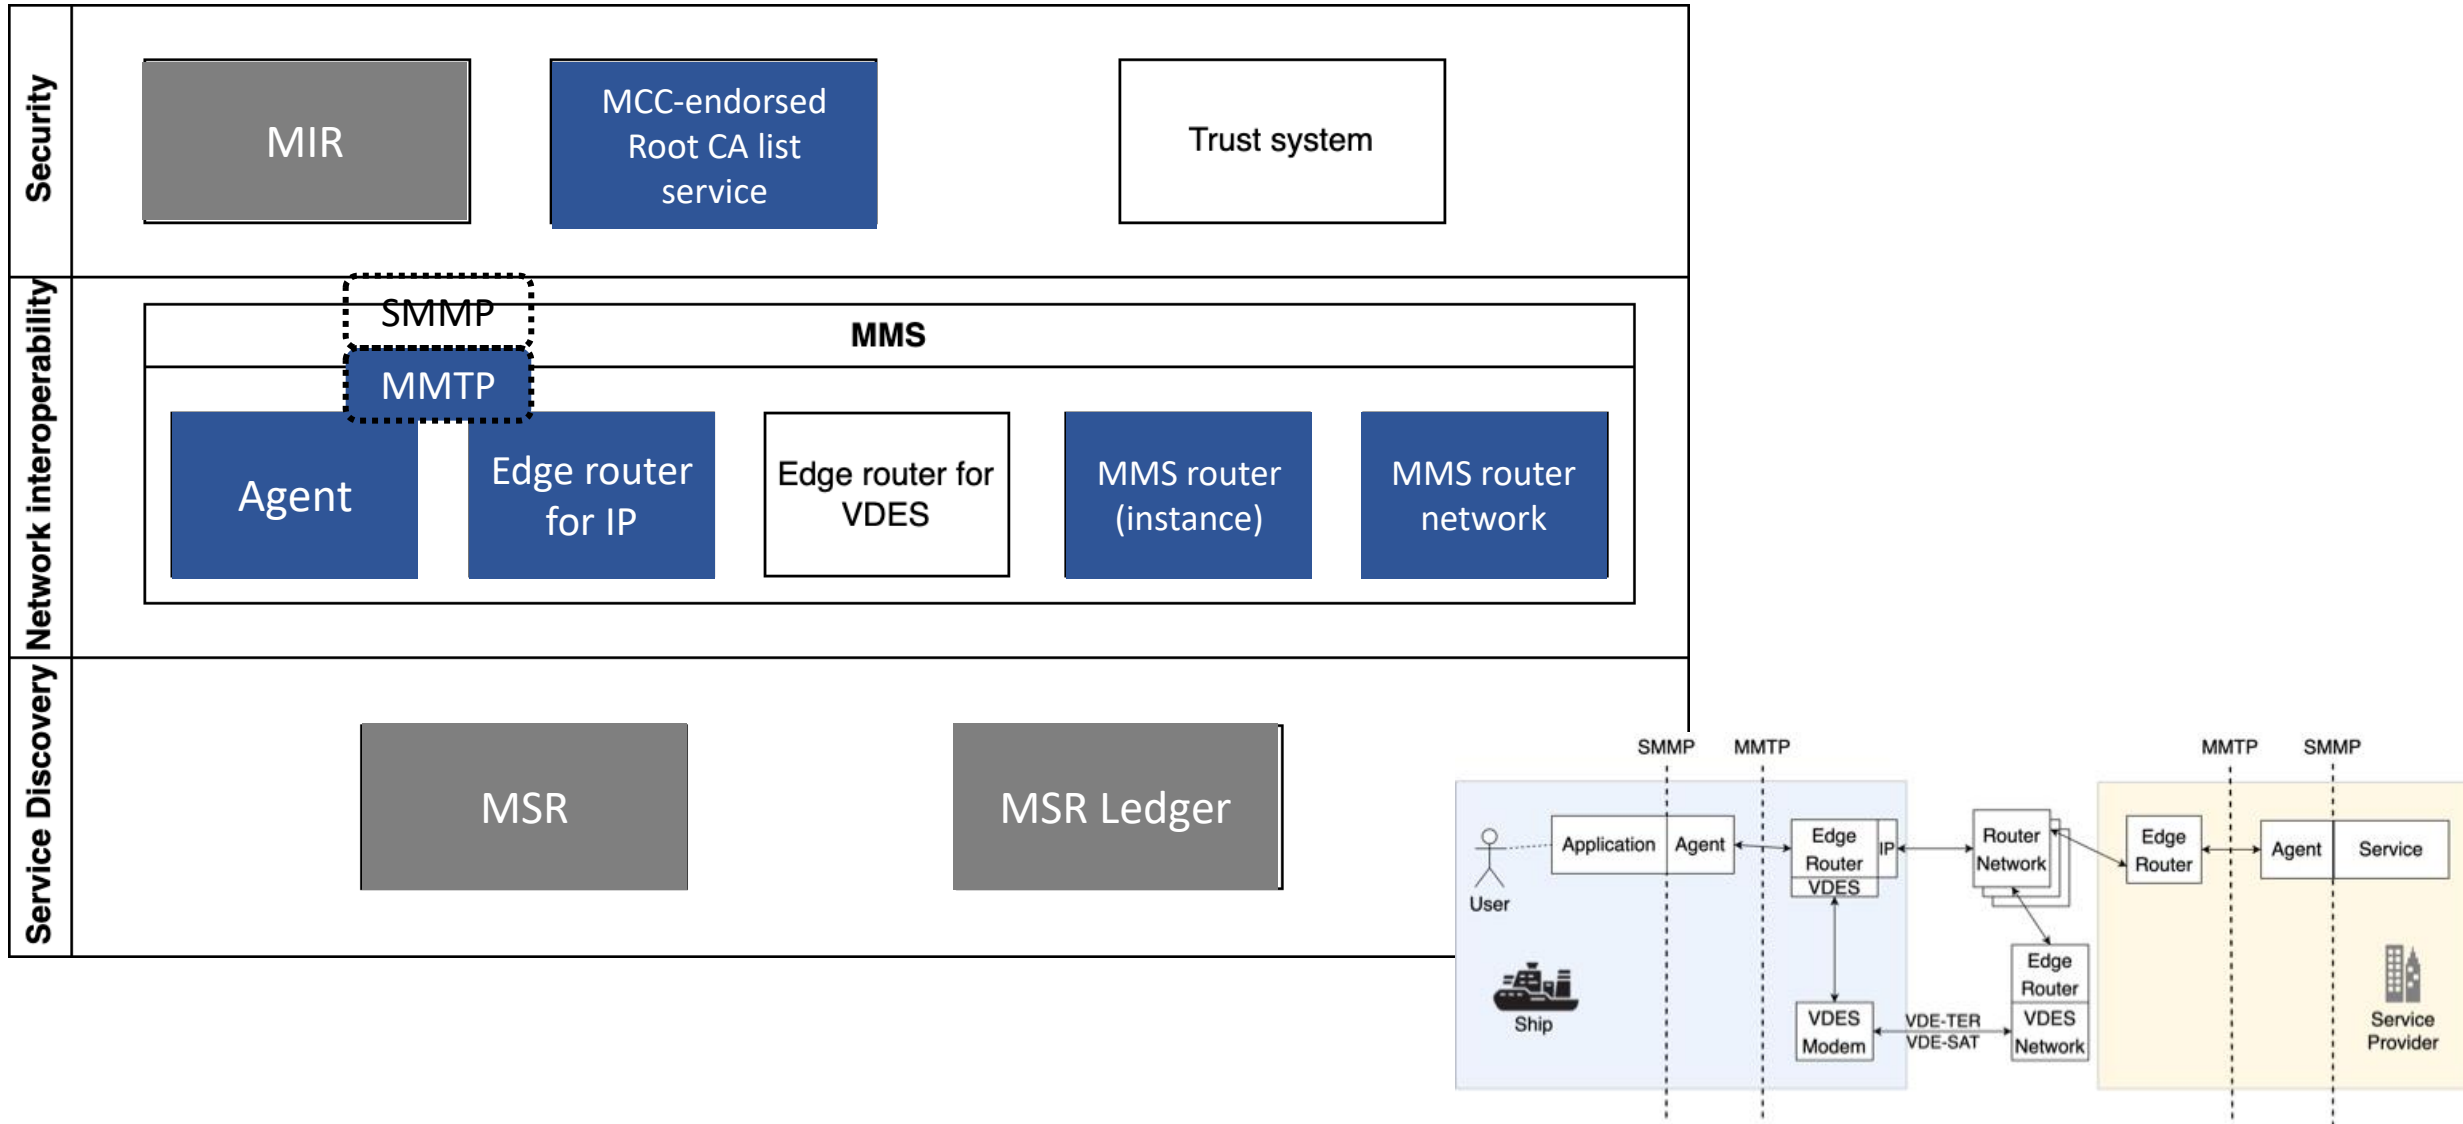 Security
MIR
MCC-endorsed
Root CA list
service
Trust system
Network interoperability
SMMP
MMS
MMTP
Agent
Edge router
for IP
Edge router for
VDES
MMS router
(instance)
MMS router
network
Service Discovery
MSR
MSR Ledger
SMMP
MMTP
MMTP
SMMP
User
Application
Agent
Edge
Router
VDES
IP
Router
Network
Edge
Router
Agent
Service
Ship
VDES
Modem
VDE-TER
VDE-SAT
Edge
Router
VDES
Network
Service
Provider